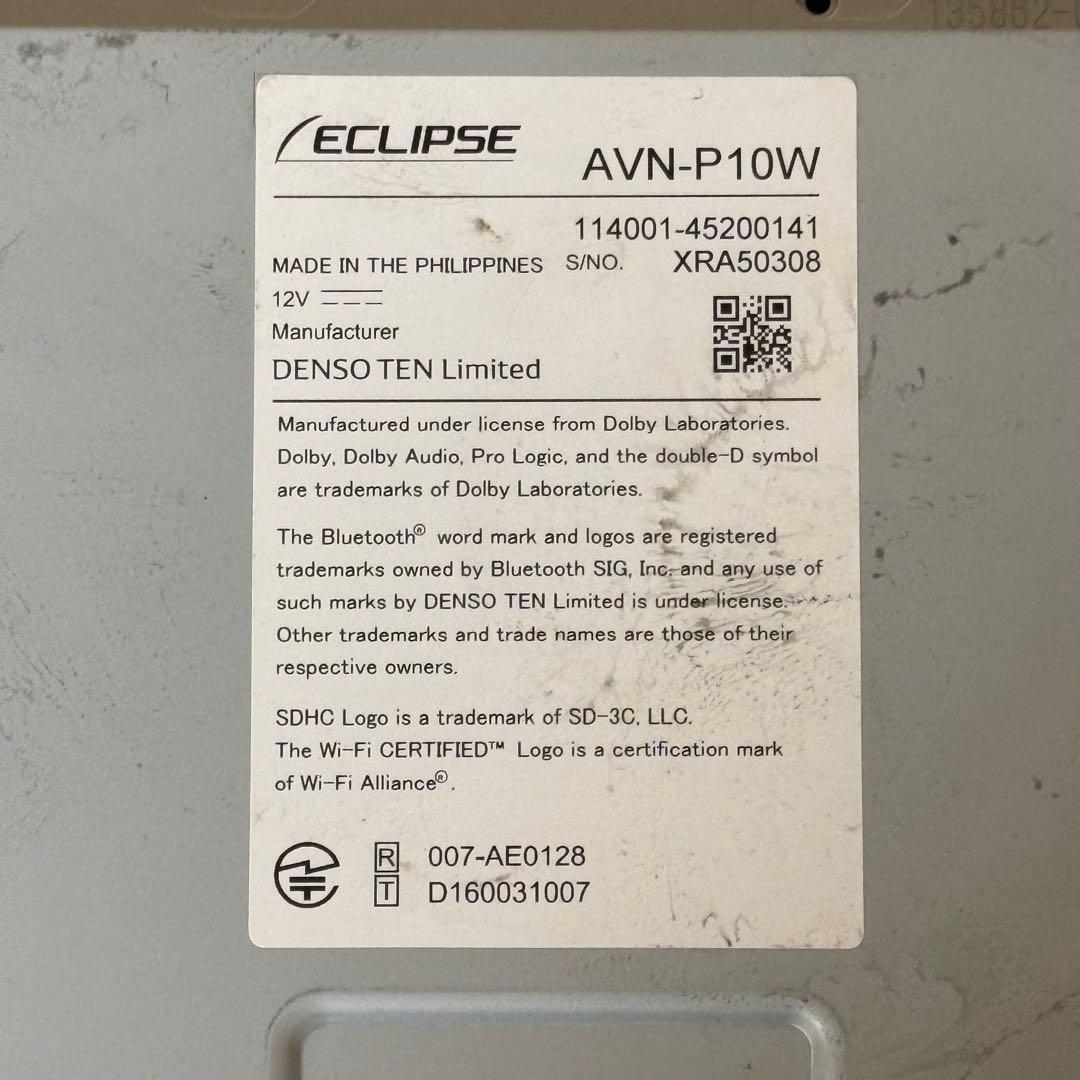 135862-
ECLIPSE
AVN-P10W
114001-45200141
MADE IN THE PHILIPPINES S/NO. XRA50308
12V
Manufacturer
DENSO TEN Limited
Manufactured under license from Dolby Laboratories.
Dolby, Dolby Audio, Pro Logic, and the double-D symbol
are trademarks of Dolby Laboratories.
The Bluetooth® word mark and logos are registered
trademarks owned by Bluetooth SIG, Inc. and any use of
such marks by DENSO TEN Limited is under license.
Other trademarks and trade names are those of their
respective owners.
SDHC Logo is a trademark of SD-3C, LLC.
The Wi-Fi CERTIFIED™ Logo is a certification mark
of Wi-Fi Alliance®.
R 007-AE0128
T D160031007